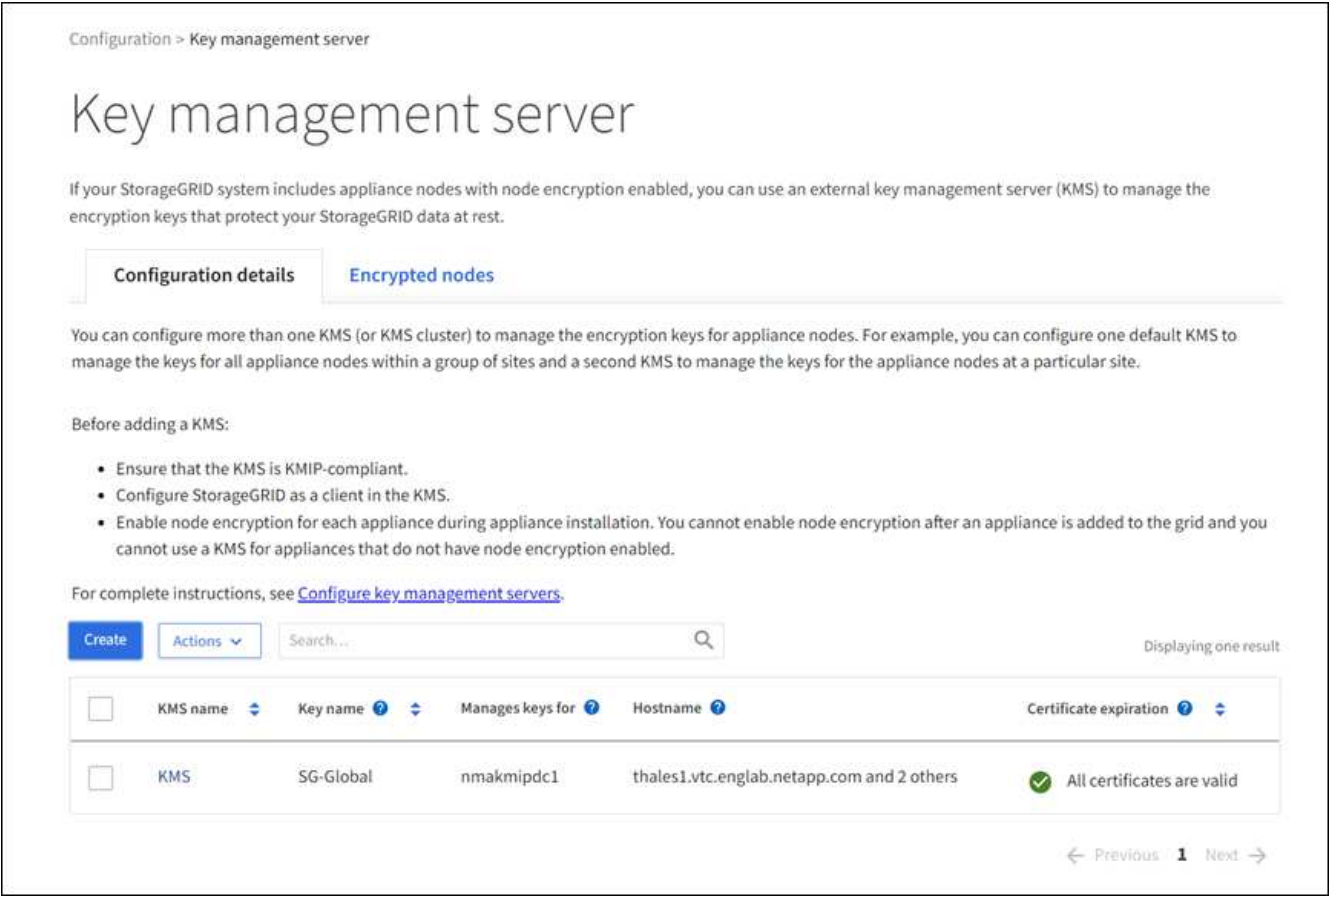 Configuration > Key management server
Key management server
If your StorageGRID system includes appliance nodes with node encryption enabled, you can use an external key management server (KMS) to manage the
encryption keys that protect your StorageGRID data at rest.
Configuration details Encrypted nodes
You can configure more than one KMS (or KMS cluster) to manage the encryption keys for appliance nodes. For example, you can configure one default KMS to
manage the keys for all appliance nodes within a group of sites and a second KMS to manage the keys for the appliance nodes at a particular site.
Before adding a KMS:
• Ensure that the KMS is KMIP-compliant.
• Configure StorageGRID as a client in the KMS.
• Enable node encryption for each appliance during appliance installation. You cannot enable node encryption after an appliance is added to the grid and you
cannot use a KMS for appliances that do not have node encryption enabled.
For complete instructions, see Configure key management servers.
Create Actions Search... Displaying one result
KMS name Key name ? Manages keys for ? Hostname ? Certificate expiration ?
KMS SG-Global nmakmipdc1 thales1.vtc.englab.netapp.com and 2 others All certificates are valid
← Previous 1 Next →